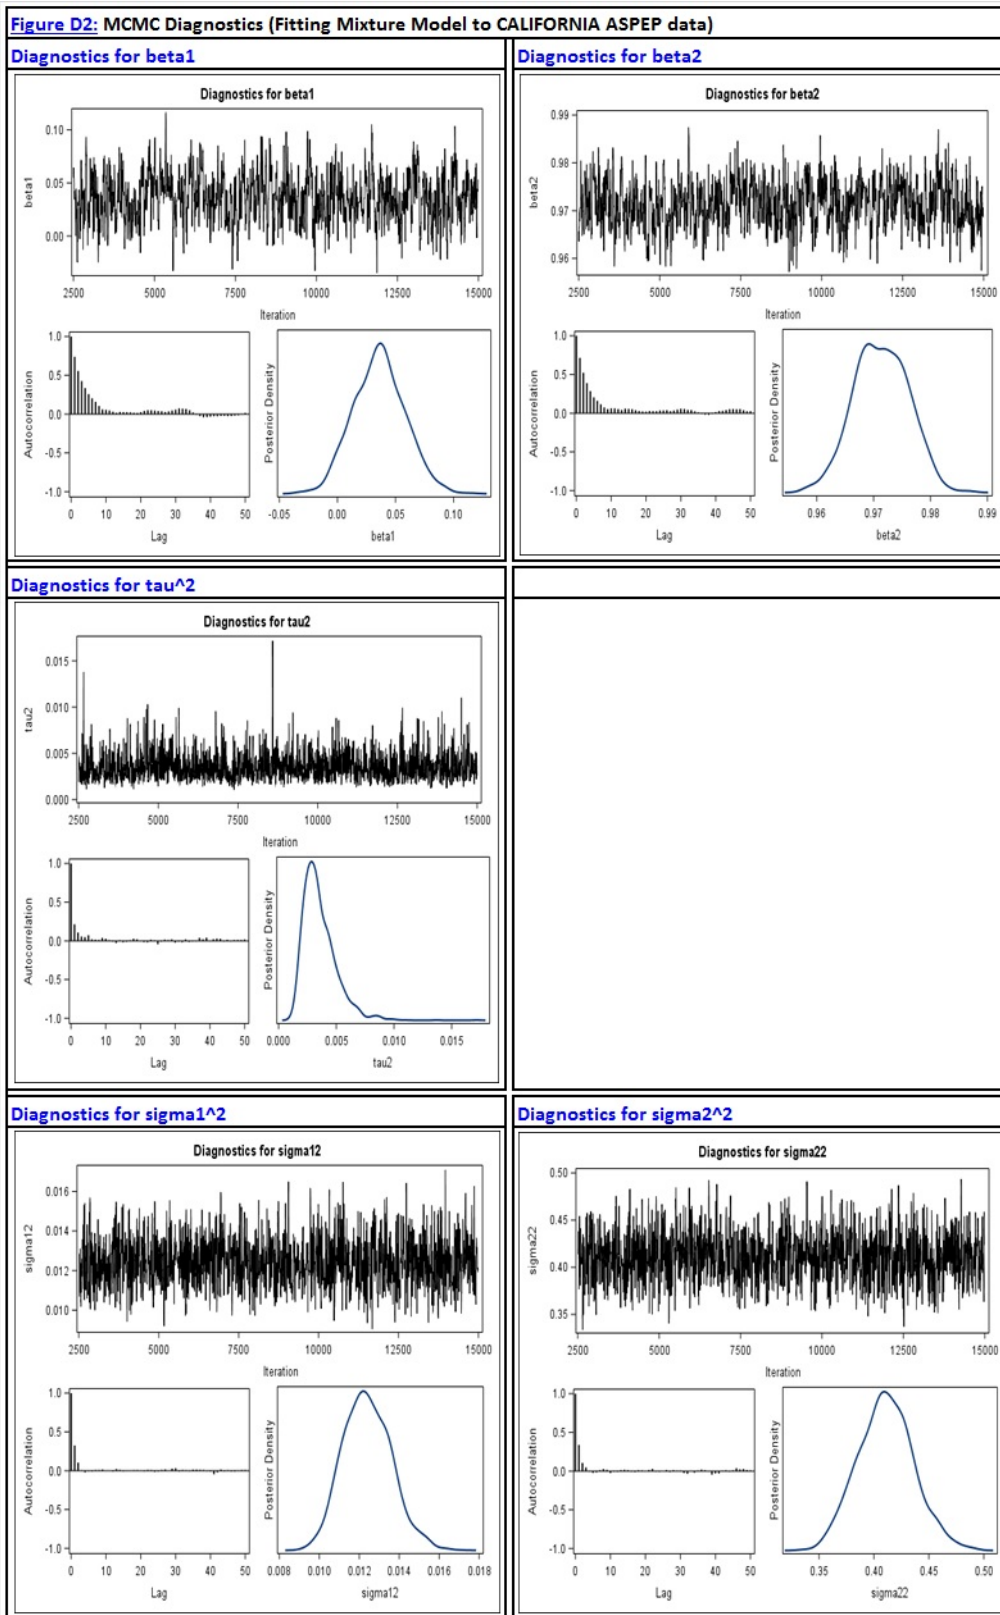 Figure D2: MCMC Diagnostics (Fitting Mixture Model to CALIFORNIA ASPEP data)
Diagnostics for beta1
Diagnostics for beta1
beta1
0.10
0.05
0.00
2500 5000 7500 10000 12500 15000
Iteration
Autocorrelation
1.0
0.5
0.0
-0.5
-1.0
0 10 20 30 40 50
Lag
Posterior Density
-0.05 0.00 0.05 0.10
beta1
Diagnostics for beta2
Diagnostics for beta2
beta2
0.99
0.98
0.97
0.96
2500 5000 7500 10000 12500 15000
Iteration
Autocorrelation
1.0
0.5
0.0
-0.5
-1.0
0 10 20 30 40 50
Lag
Posterior Density
0.96 0.97 0.98 0.99
beta2
Diagnostics for tau^2
Diagnostics for tau2
tau2
0.015
0.010
0.005
0.000
2500 5000 7500 10000 12500 15000
Iteration
Autocorrelation
1.0
0.5
0.0
-0.5
-1.0
0 10 20 30 40 50
Lag
Posterior Density
0.000 0.005 0.010 0.015
tau2
Diagnostics for sigma1^2
Diagnostics for sigma12
sigma12
0.016
0.014
0.012
0.010
2500 5000 7500 10000 12500 15000
Iteration
Autocorrelation
1.0
0.5
0.0
-0.5
-1.0
0 10 20 30 40 50
Lag
Posterior Density
0.008 0.010 0.012 0.014 0.016 0.018
sigma12
Diagnostics for sigma2^2
Diagnostics for sigma22
sigma22
0.50
0.45
0.40
0.35
2500 5000 7500 10000 12500 15000
Iteration
Autocorrelation
1.0
0.5
0.0
-0.5
-1.0
0 10 20 30 40 50
Lag
Posterior Density
0.35 0.40 0.45 0.50
sigma22